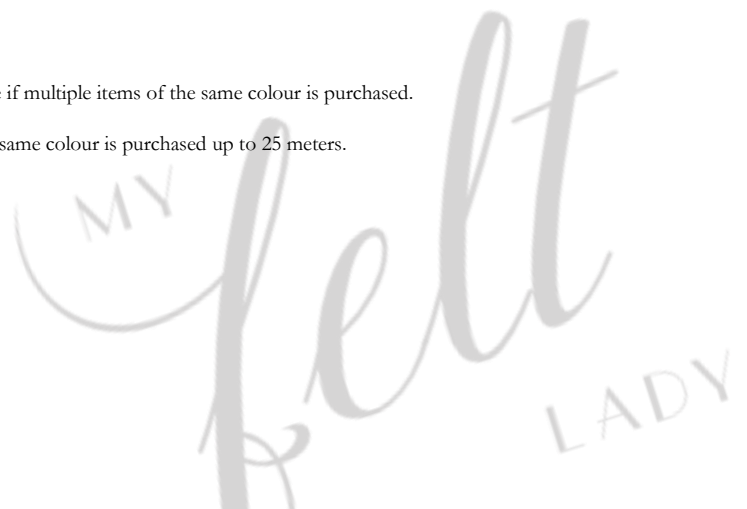 if multiple items of the same colour is purchased.
same colour is purchased up to 25 meters.
MY
felt
LADY